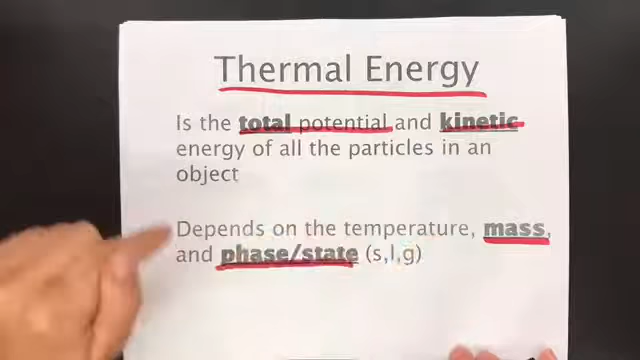 Thermal Energy
Is the total potential and kinetic
energy of all the particles in an
object
Depends on the temperature, mass,
and phase/state (s,l,g)